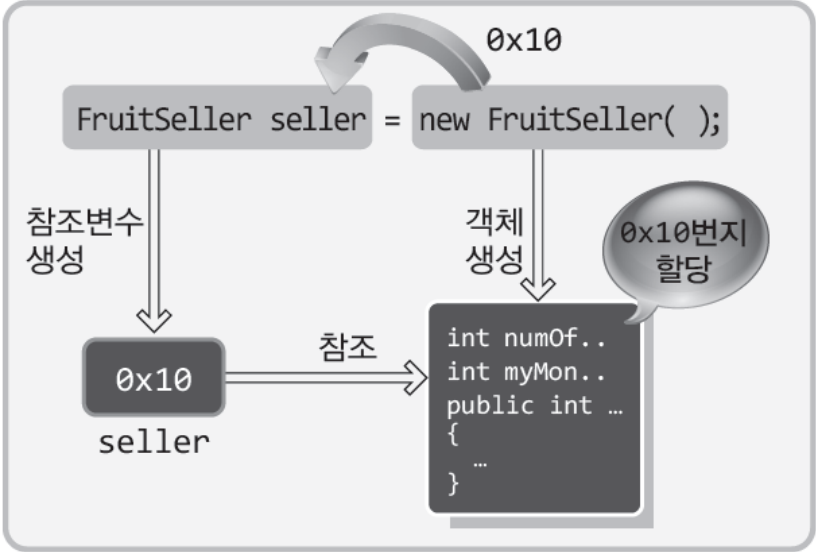 0x10
FruitSeller seller = new FruitSeller( );
참조변수
생성
객체
생성
0x10번지
할당
0x10
seller
참조
int numOf..
int myMon..
public int …
{
…
}